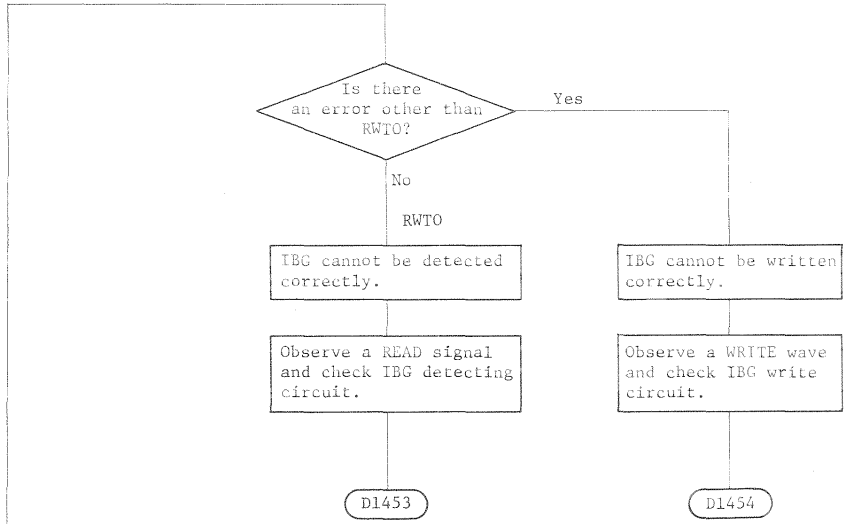 Is there
an error other than
RWTO?
Yes
No
RWTO
IBG cannot be detected
correctly.
IBG cannot be written
correctly.
Observe a READ signal
and check IBG detecting
circuit.
Observe a WRITE wave
and check IBG write
circuit.
D1453
D1454